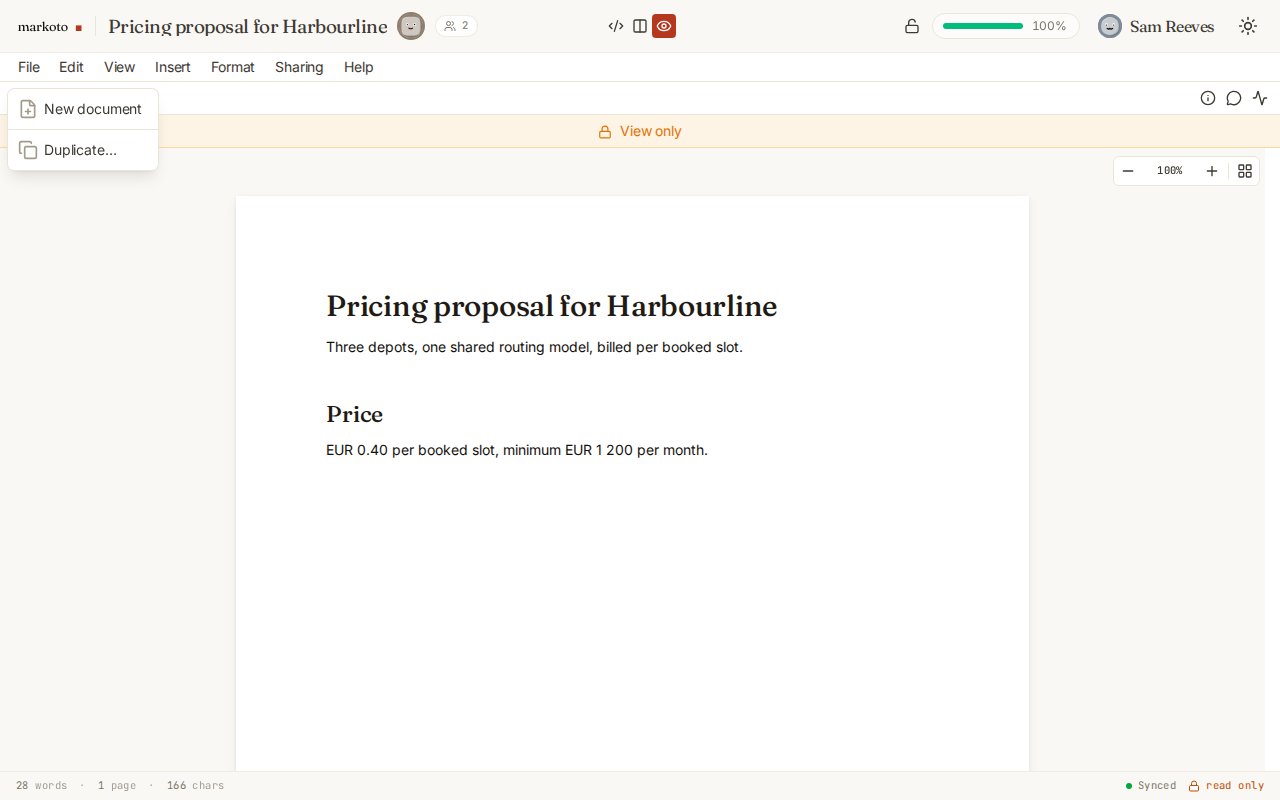 markoto
Pricing proposal for Harbourline
2
100%
Sam Reeves
File Edit View Insert Format Sharing Help
New document
Duplicate...
View only
100%
Pricing proposal for Harbourline
Three depots, one shared routing model, billed per booked slot.
Price
EUR 0.40 per booked slot, minimum EUR 1 200 per month.
28 words · 1 page · 166 chars
Synced
read only